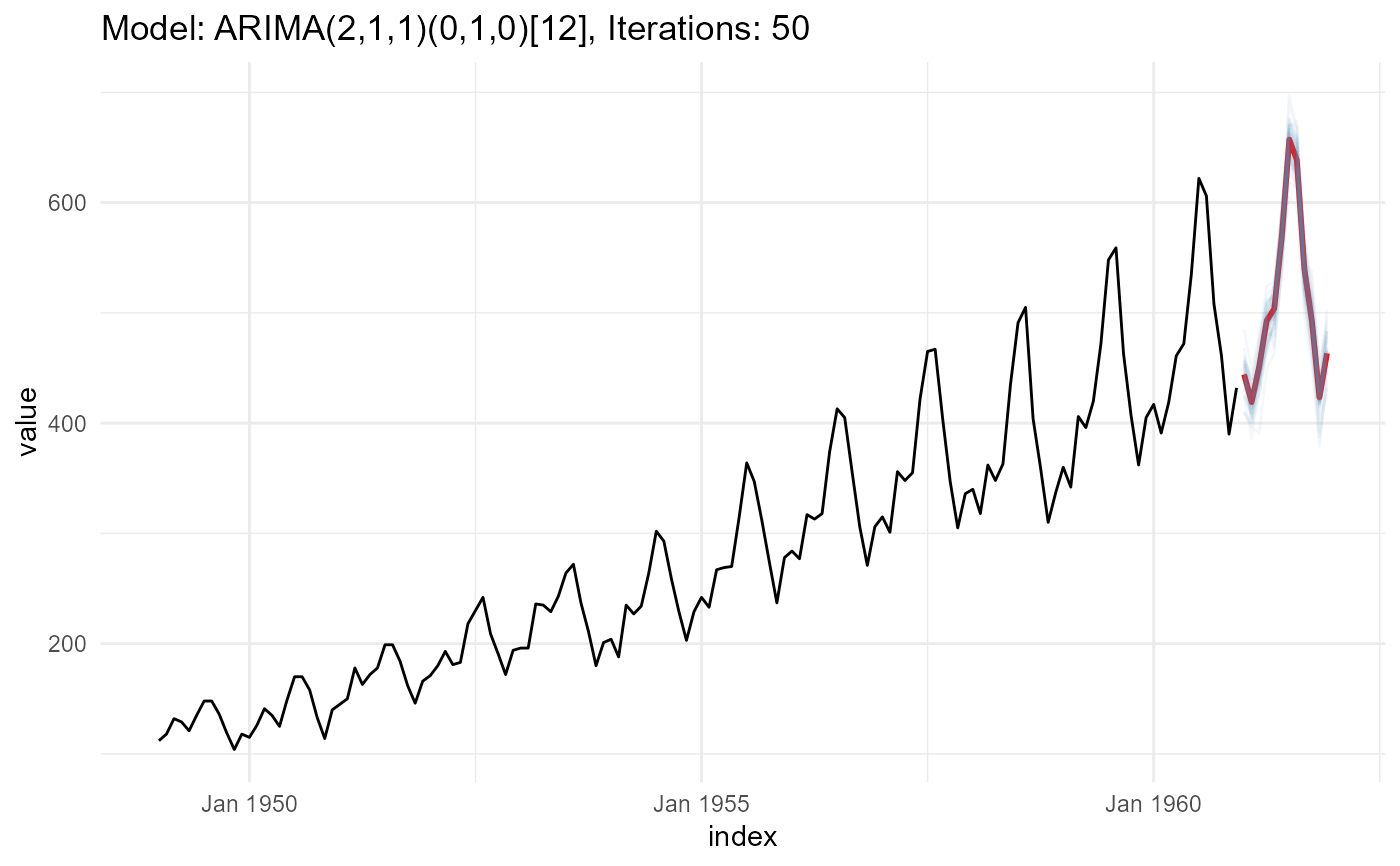 Model: ARIMA(2,1,1)(0,1,0)[12], Iterations: 50
value
600
400
200
Jan 1950
Jan 1955
Jan 1960
index